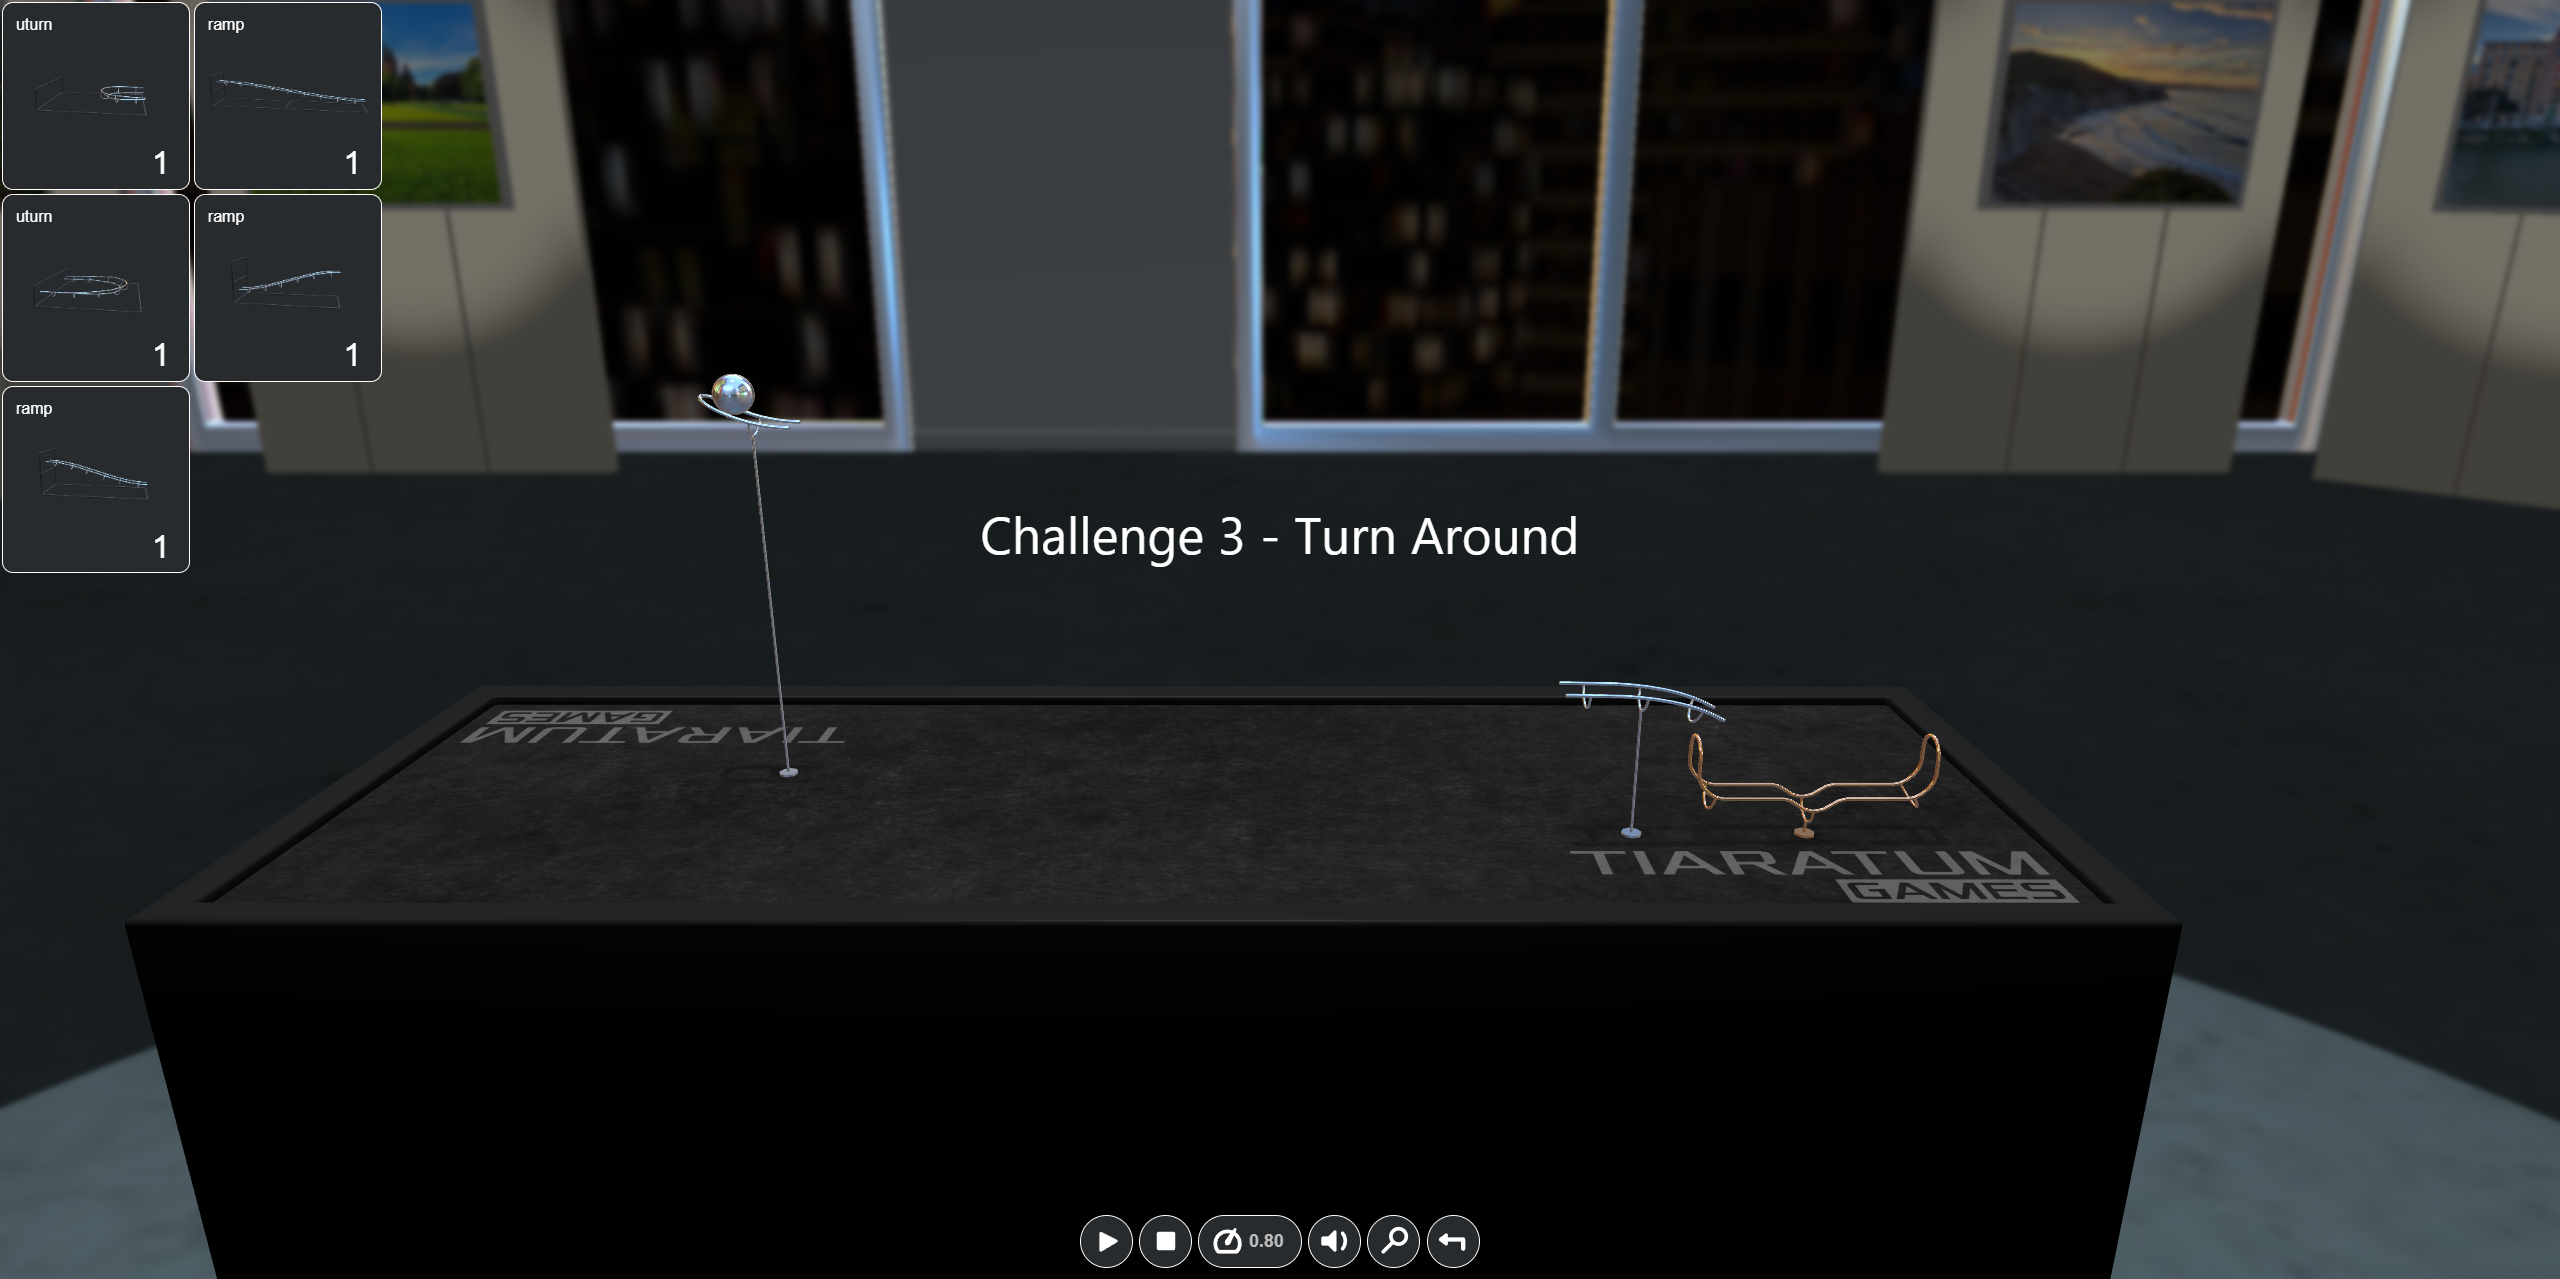 uturn
1
ramp
1
uturn
1
ramp
1
ramp
1
Challenge 3 - Turn Around
TIARATUM
GAMES
TIARATUM
GAMES
0.80